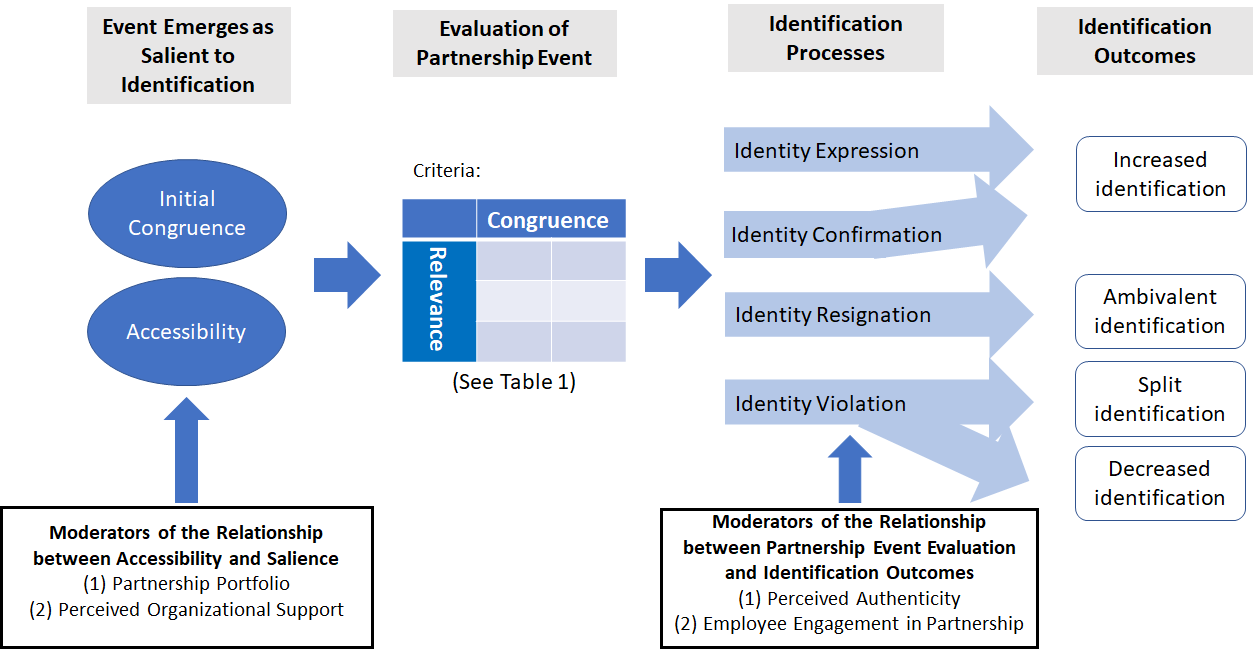 Event Emerges as
Salient to
Identification
Evaluation of
Partnership Event
Identification
Processes
Identification
Outcomes
Initial
Congruence
Accessibility
Criteria:
Congruence
Relevance
(See Table 1)
Identity Expression
Identity Confirmation
Identity Resignation
Identity Violation
Increased
identification
Ambivalent
identification
Split
identification
Decreased
identification
Moderators of the Relationship
between Accessibility and Salience
(1) Partnership Portfolio
(2) Perceived Organizational Support
Moderators of the Relationship
between Partnership Event Evaluation
and Identification Outcomes
(1) Perceived Authenticity
(2) Employee Engagement in Partnership